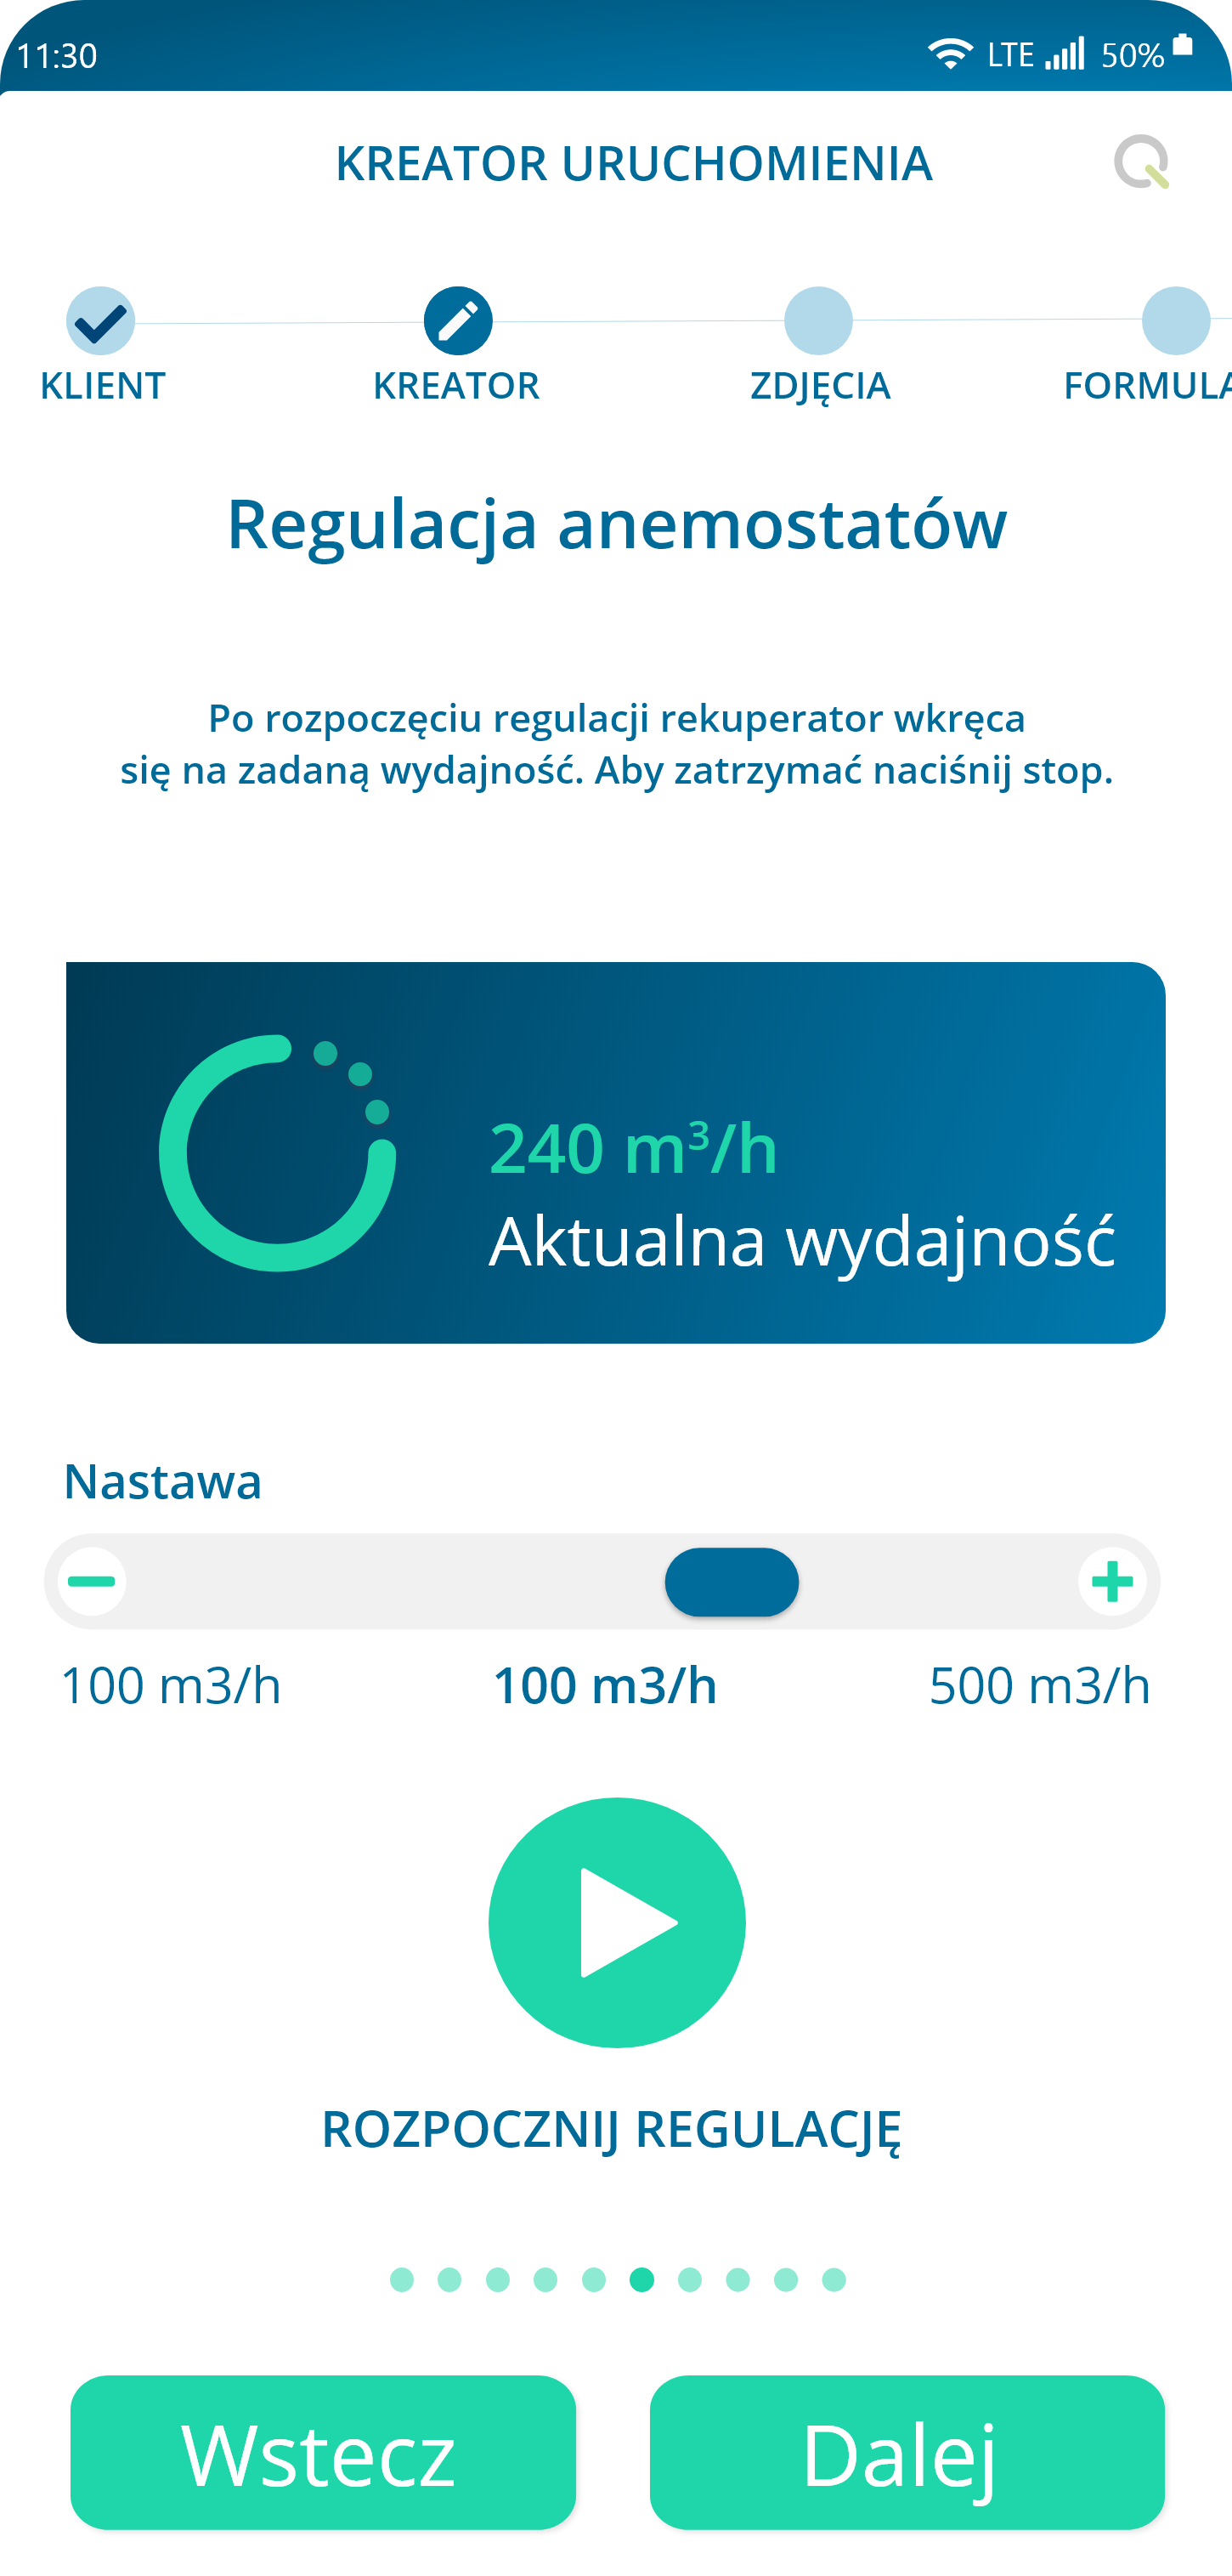 11:30 LTE 50%
KREATOR URUCHOMIENIA
KLIENT KREATOR ZDJĘCIA FORMULA
Regulacja anemostatów
Po rozpoczęciu regulacji rekuperator wkręca
się na zadaną wydajność. Aby zatrzymać naciśnij stop.
240 m³/h
Aktualna wydajność
Nastawa
100 m3/h 100 m3/h 500 m3/h
ROZPOCZNIJ REGULACJĘ
Wstecz Dalej